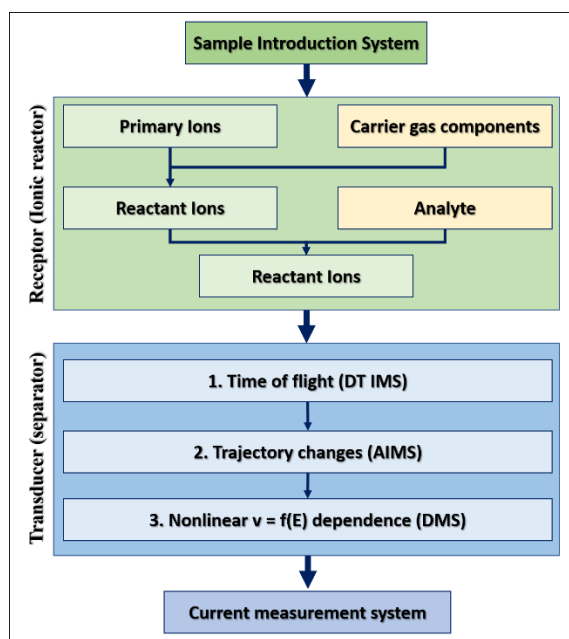 Sample Introduction System
Receptor (Ionic reactor)
Primary Ions
Carrier gas components
Reactant Ions
Analyte
Reactant Ions
Transducer (separator)
1. Time of flight (DT IMS)
2. Trajectory changes (AIMS)
3. Nonlinear v = f(E) dependence (DMS)
Current measurement system